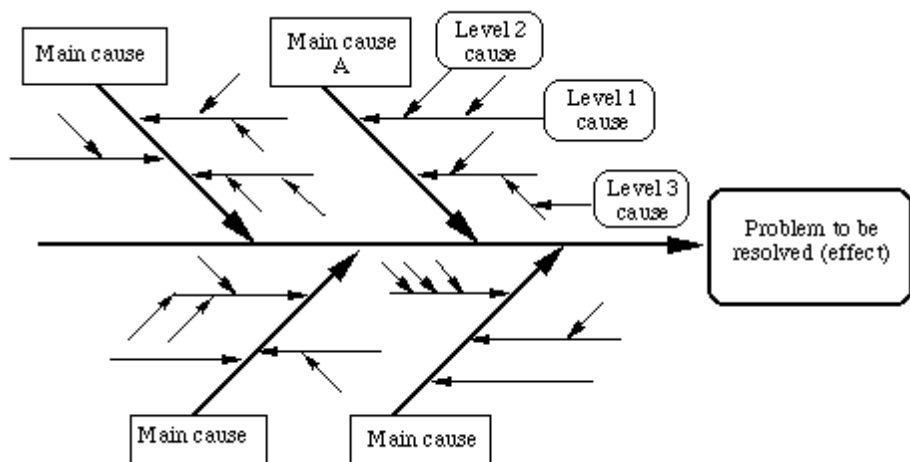 Main cause
Main cause
A
Level 2
cause
Level 1
cause
Level 3
cause
Problem to be
resolved (effect)
Main cause
Main cause